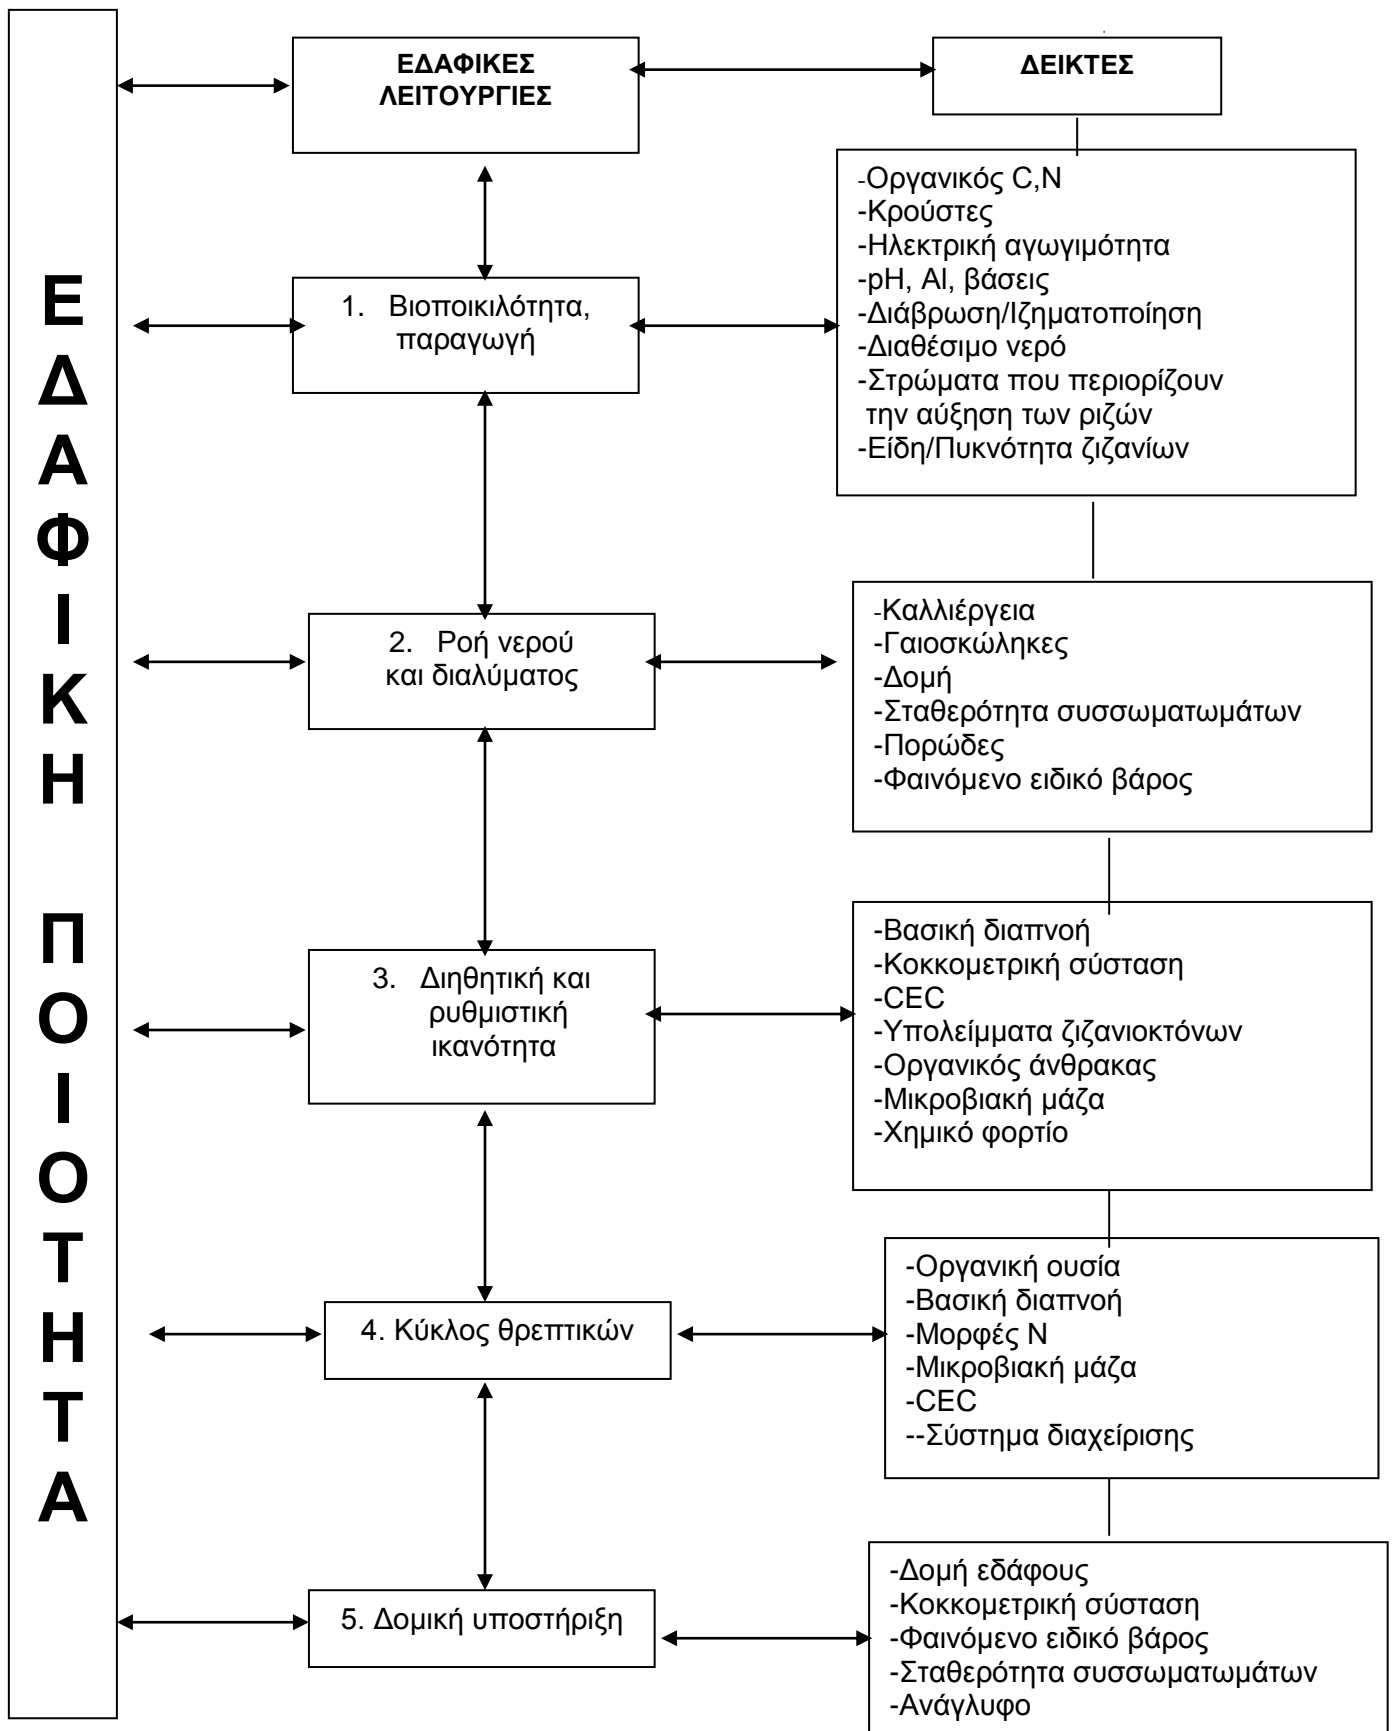 ΕΔΑΦΙΚΗ ΠΟΙΟΤΗΤΑ
ΕΔΑΦΙΚΕΣ
ΛΕΙΤΟΥΡΓΙΕΣ
ΔΕΙΚΤΕΣ
1. Βιοποικιλότητα,
παραγωγή
-Οργανικός C,N
-Κρούστες
-Ηλεκτρική αγωγιμότητα
-pH, Al, βάσεις
-Διάβρωση/Ιζηματοποίηση
-Διαθέσιμο νερό
-Στρώματα που περιορίζουν
την αύξηση των ριζών
-Είδη/Πυκνότητα ζιζανίων
2. Ροή νερού
και διαλύματος
-Καλλιέργεια
-Γαιοσκώληκες
-Δομή
-Σταθερότητα συσσωματωμάτων
-Πορώδες
-Φαινόμενο ειδικό βάρος
3. Διηθητική και
ρυθμιστική
ικανότητα
-Βασική διαπνοή
-Κοκκομετρική σύσταση
-CEC
-Υπολείμματα ζιζανιοκτόνων
-Οργανικός άνθρακας
-Μικροβιακή μάζα
-Χημικό φορτίο
4. Κύκλος θρεπτικών
-Οργανική ουσία
-Βασική διαπνοή
-Μορφές Ν
-Μικροβιακή μάζα
-CEC
--Σύστημα διαχείρισης
5. Δομική υποστήριξη
-Δομή εδάφους
-Κοκκομετρική σύσταση
-Φαινόμενο ειδικό βάρος
-Σταθερότητα συσσωματωμάτων
-Ανάγλυφο